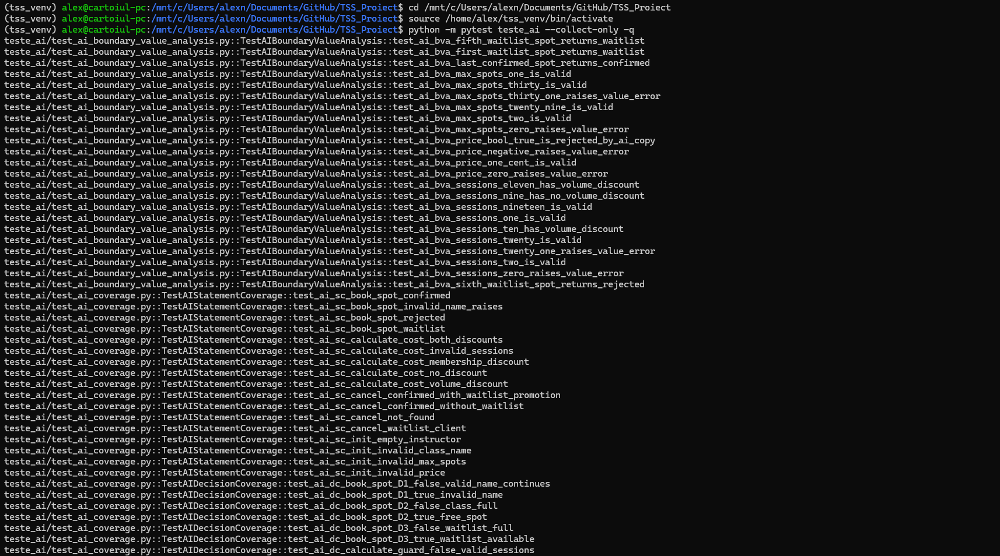 (tss_venv) alex@cartoiul-pc:/mnt/c/Users/alexn/Documents/GitHub/TSS_Proiect$ cd /mnt/c/Users/alexn/Documents/GitHub/TSS_Proiect
(tss_venv) alex@cartoiul-pc:/mnt/c/Users/alexn/Documents/GitHub/TSS_Proiect$ source /home/alex/tss_venv/bin/activate
(tss_venv) alex@cartoiul-pc:/mnt/c/Users/alexn/Documents/GitHub/TSS_Proiect$ python -m pytest teste_ai --collect-only -q
teste_ai/test_ai_boundary_value_analysis.py::TestAIBoundaryValueAnalysis::test_ai_bva_fifth_waitlist_spot_returns_waitlist
teste_ai/test_ai_boundary_value_analysis.py::TestAIBoundaryValueAnalysis::test_ai_bva_first_waitlist_spot_returns_waitlist
teste_ai/test_ai_boundary_value_analysis.py::TestAIBoundaryValueAnalysis::test_ai_bva_last_confirmed_spot_returns_confirmed
teste_ai/test_ai_boundary_value_analysis.py::TestAIBoundaryValueAnalysis::test_ai_bva_max_spots_one_is_valid
teste_ai/test_ai_boundary_value_analysis.py::TestAIBoundaryValueAnalysis::test_ai_bva_max_spots_thirty_is_valid
teste_ai/test_ai_boundary_value_analysis.py::TestAIBoundaryValueAnalysis::test_ai_bva_max_spots_thirty_one_raises_value_error
teste_ai/test_ai_boundary_value_analysis.py::TestAIBoundaryValueAnalysis::test_ai_bva_max_spots_twenty_nine_is_valid
teste_ai/test_ai_boundary_value_analysis.py::TestAIBoundaryValueAnalysis::test_ai_bva_max_spots_two_is_valid
teste_ai/test_ai_boundary_value_analysis.py::TestAIBoundaryValueAnalysis::test_ai_bva_max_spots_zero_raises_value_error
teste_ai/test_ai_boundary_value_analysis.py::TestAIBoundaryValueAnalysis::test_ai_bva_price_bool_true_is_rejected_by_ai_copy
teste_ai/test_ai_boundary_value_analysis.py::TestAIBoundaryValueAnalysis::test_ai_bva_price_negative_raises_value_error
teste_ai/test_ai_boundary_value_analysis.py::TestAIBoundaryValueAnalysis::test_ai_bva_price_one_cent_is_valid
teste_ai/test_ai_boundary_value_analysis.py::TestAIBoundaryValueAnalysis::test_ai_bva_price_zero_raises_value_error
teste_ai/test_ai_boundary_value_analysis.py::TestAIBoundaryValueAnalysis::test_ai_bva_sessions_eleven_has_volume_discount
teste_ai/test_ai_boundary_value_analysis.py::TestAIBoundaryValueAnalysis::test_ai_bva_sessions_nine_has_no_volume_discount
teste_ai/test_ai_boundary_value_analysis.py::TestAIBoundaryValueAnalysis::test_ai_bva_sessions_nineteen_is_valid
teste_ai/test_ai_boundary_value_analysis.py::TestAIBoundaryValueAnalysis::test_ai_bva_sessions_one_is_valid
teste_ai/test_ai_boundary_value_analysis.py::TestAIBoundaryValueAnalysis::test_ai_bva_sessions_ten_has_volume_discount
teste_ai/test_ai_boundary_value_analysis.py::TestAIBoundaryValueAnalysis::test_ai_bva_sessions_twenty_is_valid
teste_ai/test_ai_boundary_value_analysis.py::TestAIBoundaryValueAnalysis::test_ai_bva_sessions_twenty_one_raises_value_error
teste_ai/test_ai_boundary_value_analysis.py::TestAIBoundaryValueAnalysis::test_ai_bva_sessions_two_is_valid
teste_ai/test_ai_boundary_value_analysis.py::TestAIBoundaryValueAnalysis::test_ai_bva_sessions_zero_raises_value_error
teste_ai/test_ai_boundary_value_analysis.py::TestAIBoundaryValueAnalysis::test_ai_bva_sixth_waitlist_spot_returns_rejected
teste_ai/test_ai_coverage.py::TestAIStatementCoverage::test_ai_sc_book_spot_confirmed
teste_ai/test_ai_coverage.py::TestAIStatementCoverage::test_ai_sc_book_spot_invalid_name_raises
teste_ai/test_ai_coverage.py::TestAIStatementCoverage::test_ai_sc_book_spot_rejected
teste_ai/test_ai_coverage.py::TestAIStatementCoverage::test_ai_sc_book_spot_waitlist
teste_ai/test_ai_coverage.py::TestAIStatementCoverage::test_ai_sc_calculate_cost_both_discounts
teste_ai/test_ai_coverage.py::TestAIStatementCoverage::test_ai_sc_calculate_cost_invalid_sessions
teste_ai/test_ai_coverage.py::TestAIStatementCoverage::test_ai_sc_calculate_cost_membership_discount
teste_ai/test_ai_coverage.py::TestAIStatementCoverage::test_ai_sc_calculate_cost_no_discount
teste_ai/test_ai_coverage.py::TestAIStatementCoverage::test_ai_sc_calculate_cost_volume_discount
teste_ai/test_ai_coverage.py::TestAIStatementCoverage::test_ai_sc_cancel_confirmed_with_waitlist_promotion
teste_ai/test_ai_coverage.py::TestAIStatementCoverage::test_ai_sc_cancel_confirmed_without_waitlist
teste_ai/test_ai_coverage.py::TestAIStatementCoverage::test_ai_sc_cancel_not_found
teste_ai/test_ai_coverage.py::TestAIStatementCoverage::test_ai_sc_cancel_waitlist_client
teste_ai/test_ai_coverage.py::TestAIStatementCoverage::test_ai_sc_init_empty_instructor
teste_ai/test_ai_coverage.py::TestAIStatementCoverage::test_ai_sc_init_invalid_class_name
teste_ai/test_ai_coverage.py::TestAIStatementCoverage::test_ai_sc_init_invalid_max_spots
teste_ai/test_ai_coverage.py::TestAIStatementCoverage::test_ai_sc_init_invalid_price
teste_ai/test_ai_coverage.py::TestAIDecisionCoverage::test_ai_dc_book_spot_D1_false_valid_name_continues
teste_ai/test_ai_coverage.py::TestAIDecisionCoverage::test_ai_dc_book_spot_D1_true_invalid_name
teste_ai/test_ai_coverage.py::TestAIDecisionCoverage::test_ai_dc_book_spot_D2_false_class_full
teste_ai/test_ai_coverage.py::TestAIDecisionCoverage::test_ai_dc_book_spot_D2_true_free_spot
teste_ai/test_ai_coverage.py::TestAIDecisionCoverage::test_ai_dc_book_spot_D3_false_waitlist_full
teste_ai/test_ai_coverage.py::TestAIDecisionCoverage::test_ai_dc_book_spot_D3_true_waitlist_available
teste_ai/test_ai_coverage.py::TestAIDecisionCoverage::test_ai_dc_calculate_guard_false_valid_sessions